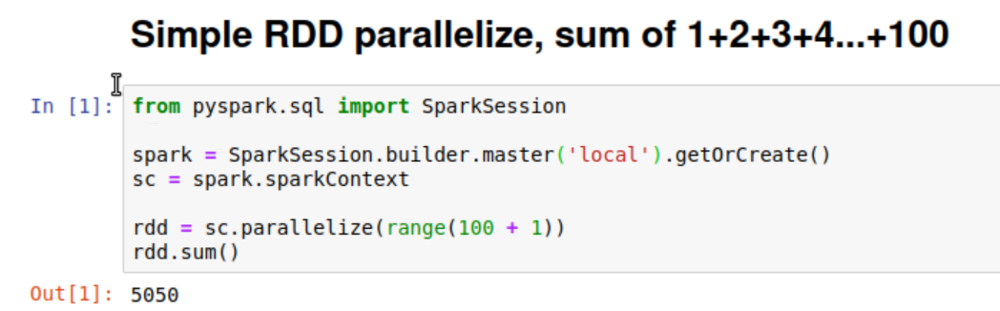 Simple RDD parallelize, sum of 1+2+3+4...+100
In [1]:
from pyspark.sql import SparkSession
spark = SparkSession.builder.master('local').getOrCreate()
sc = spark.sparkContext
rdd = sc.parallelize(range(100 + 1))
rdd.sum()
Out[1]: 5050